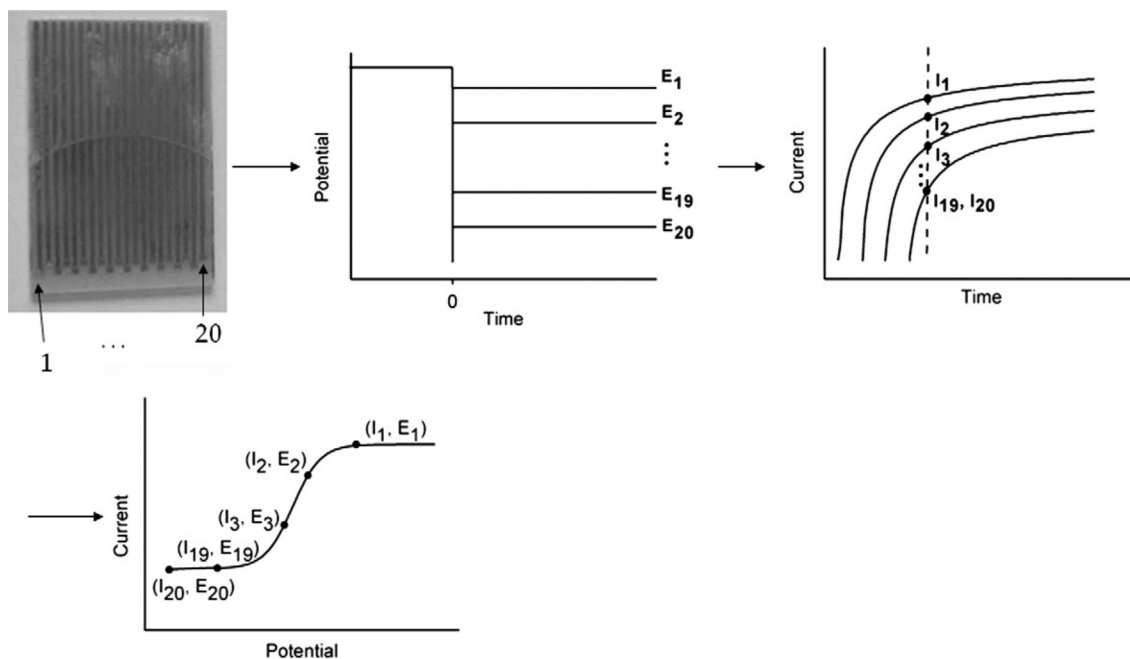 1
...
20
Potential
E1
E2
...
E19
E20
0
Time
Current
I1
I2
I3
...
I19, I20
Time
Current
(I1, E1)
(I2, E2)
(I3, E3)
(I19, E19)
(I20, E20)
Potential